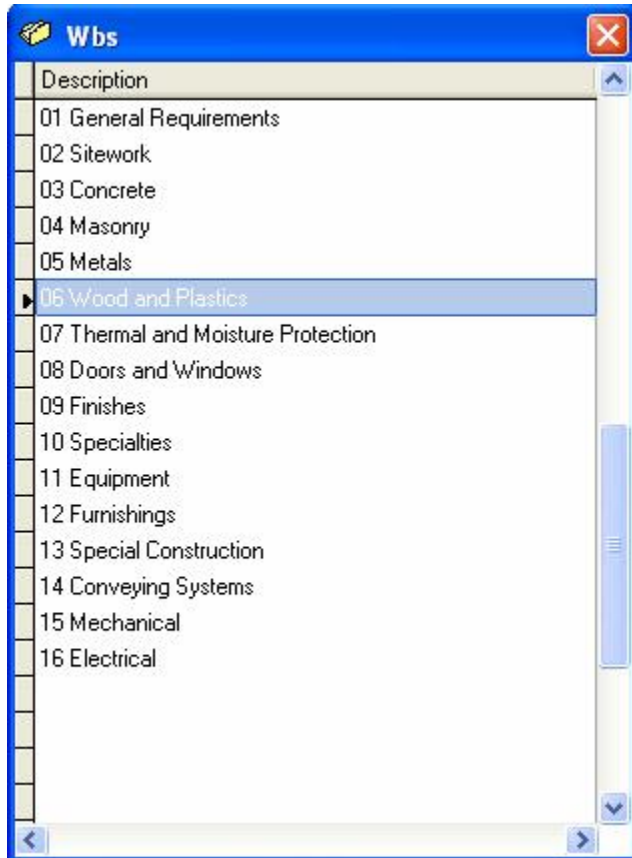 Wbs
Description
01 General Requirements
02 Sitework
03 Concrete
04 Masonry
05 Metals
06 Wood and Plastics
07 Thermal and Moisture Protection
08 Doors and Windows
09 Finishes
10 Specialties
11 Equipment
12 Furnishings
13 Special Construction
14 Conveying Systems
15 Mechanical
16 Electrical